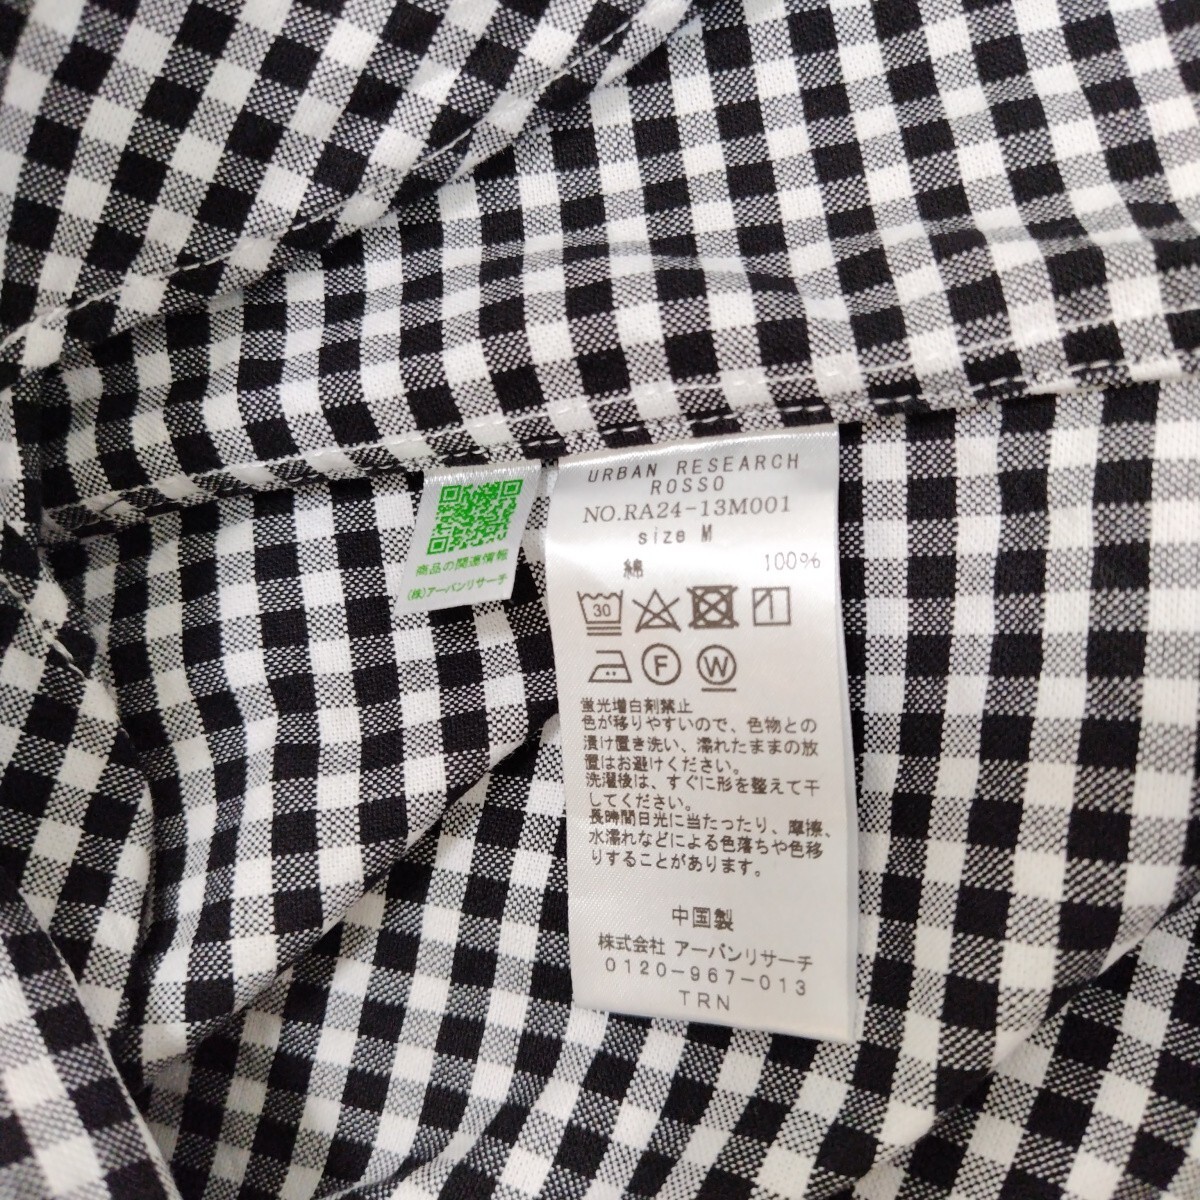 商品の関連情報
(株)アーバンリサーチ
URBAN RESEARCH
ROSSO
NO.RA24-13M001
size M
綿 100%
30
F W
蛍光増白剤禁止
色が移りやすいので、色物との
漬け置き洗い、濡れたままの放
置はお避けください。
洗濯後は、すぐに形を整えて干
してください。
長時間日光に当たったり、摩擦、
水濡れなどによる色落ちや色移
りすることがあります。
中国製
株式会社 アーバンリサーチ
0120-967-013
TRN